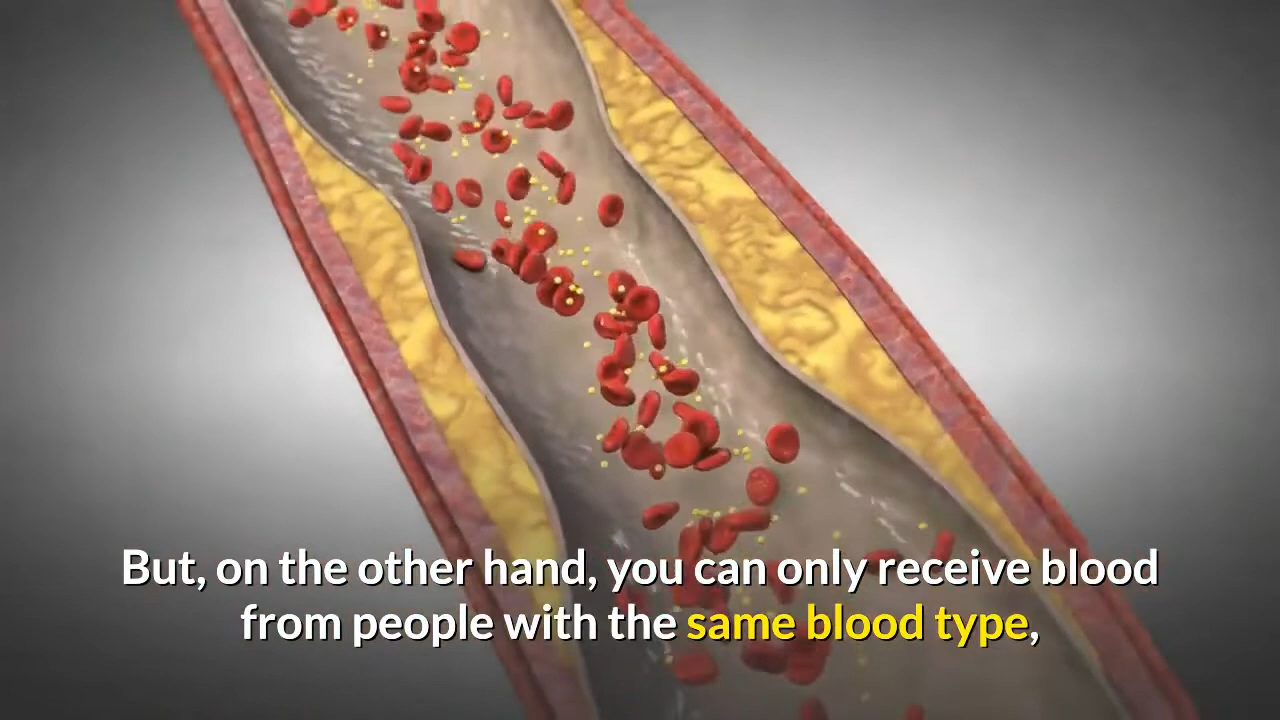 But, on the other hand, you can only receive blood
from people with the same blood type,